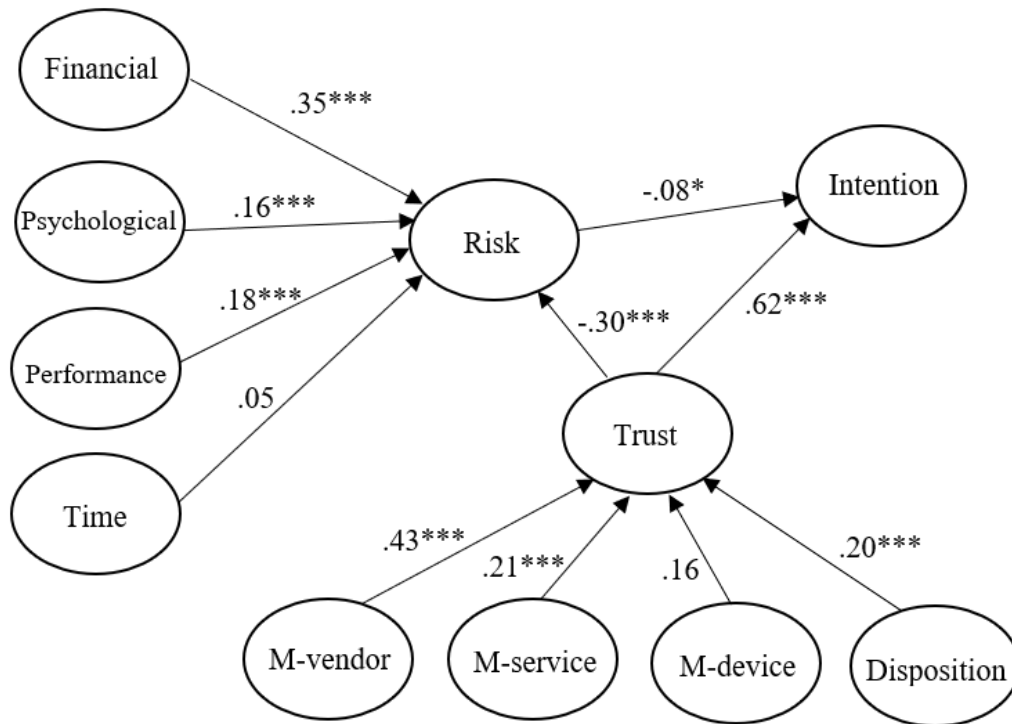 Financial
.35***
Intention
-.08*
Psychological
.16***
Risk
.18***
-.30***
.62***
Performance
.05
Trust
Time
.43***
.21***
.16
.20***
M-vendor
M-service
M-device
Disposition